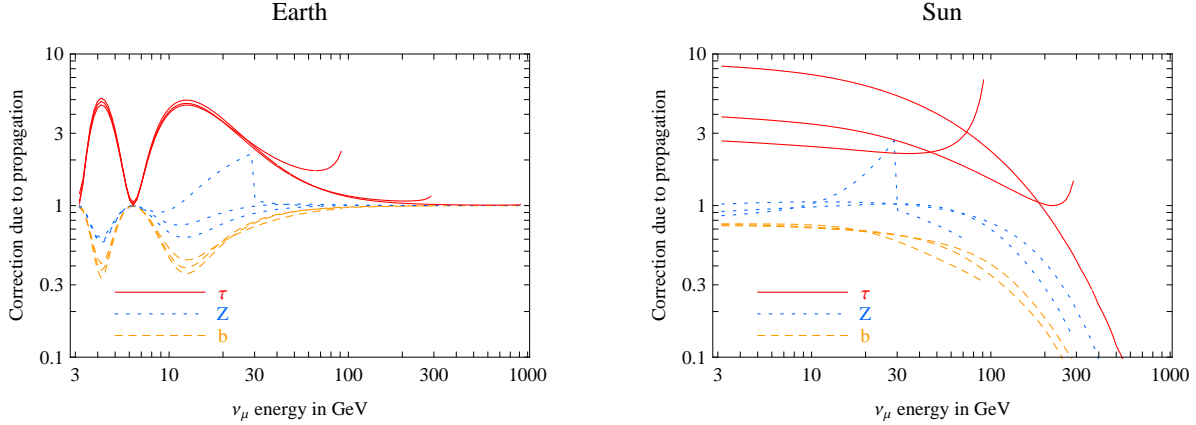 Earth
Correction due to propagation
10
3
1
0.3
0.1
τ
Z
b
3
10
30
100
300
1000
νμ energy in GeV
Sun
Correction due to propagation
10
3
1
0.3
0.1
τ
Z
b
3
10
30
100
300
1000
νμ energy in GeV